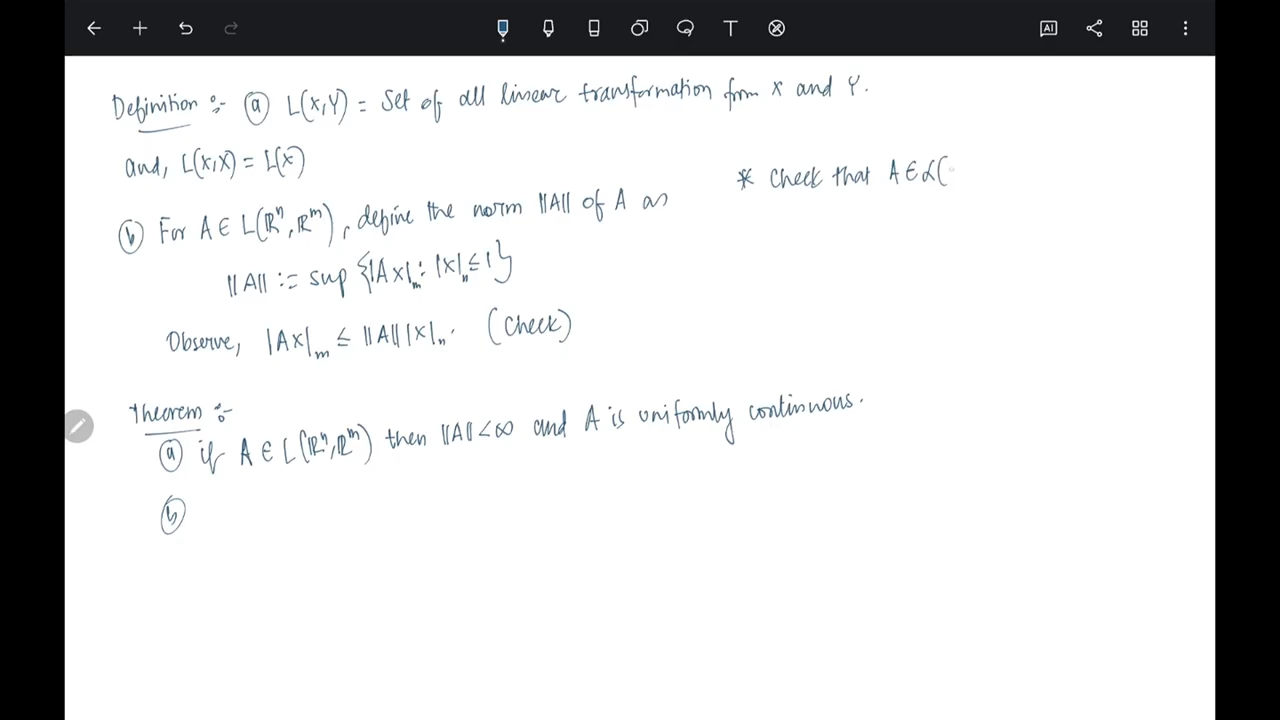 Definition :- (a) L(X,Y) = Set of all linear transformation from X and Y.
and, L(X,X) = L(X)
* Check that A ∈ L(
(b) For A ∈ L(ℝⁿ, ℝᵐ), define the norm ||A|| of A as
||A|| := sup {|Ax|ₘ : |x|ₙ ≤ 1}
Observe, |Ax|ₘ ≤ ||A|| |x|ₙ. (Check)
Theorem :-
(a) if A ∈ L(ℝⁿ, ℝᵐ) then ||A|| < ∞ and A is uniformly continuous.
(b)